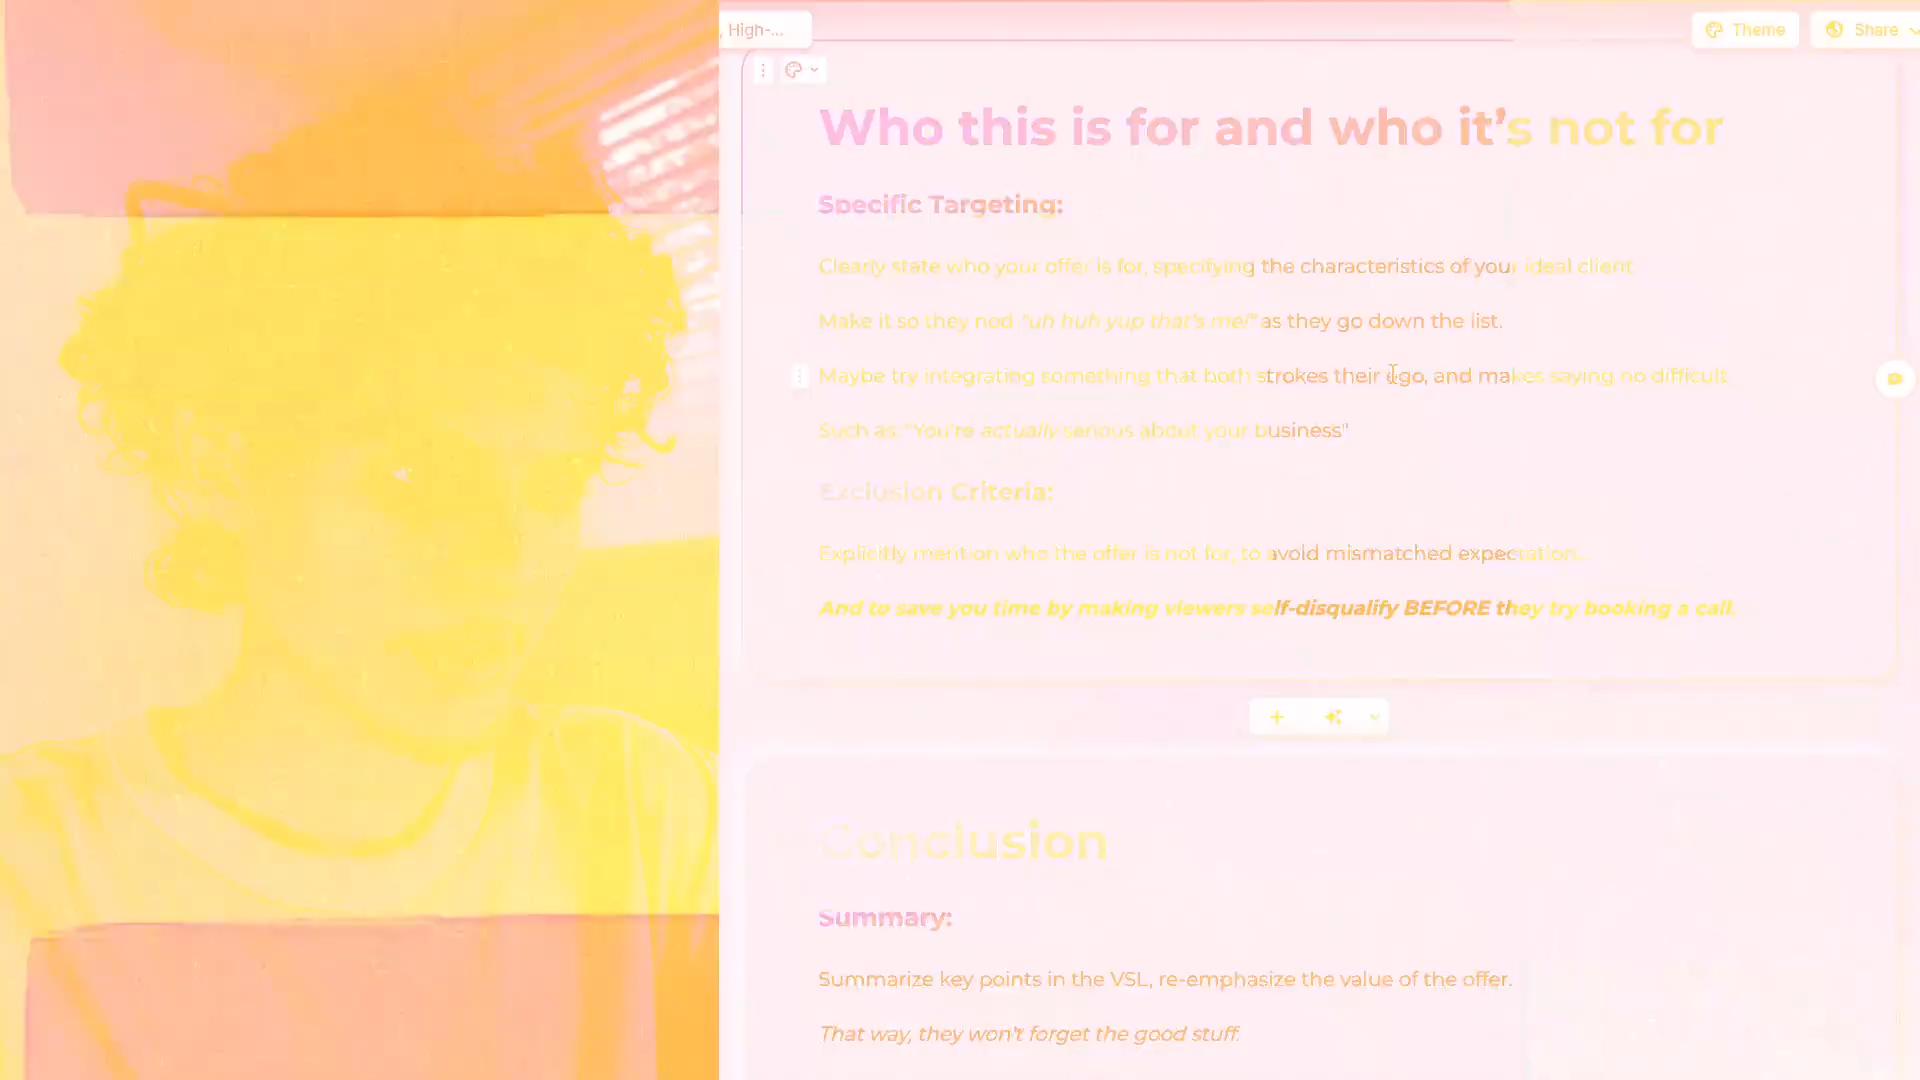 , High-...
Theme
Share
Who this is for and who it's not for
Specific Targeting:
Clearly state who your offer is for, specifying the characteristics of your ideal client.
Make it so they nod "uh huh yup that's me!" as they go down the list.
Maybe try integrating something that both strokes their ego, and makes saying no difficult.
Such as: "You're actually serious about your business"
Exclusion Criteria:
Explicitly mention who the offer is not for, to avoid mismatched expectation...
And to save you time by making viewers self-disqualify BEFORE they try booking a call.
Conclusion
Summary:
Summarize key points in the VSL, re-emphasize the value of the offer.
That way, they won't forget the good stuff.